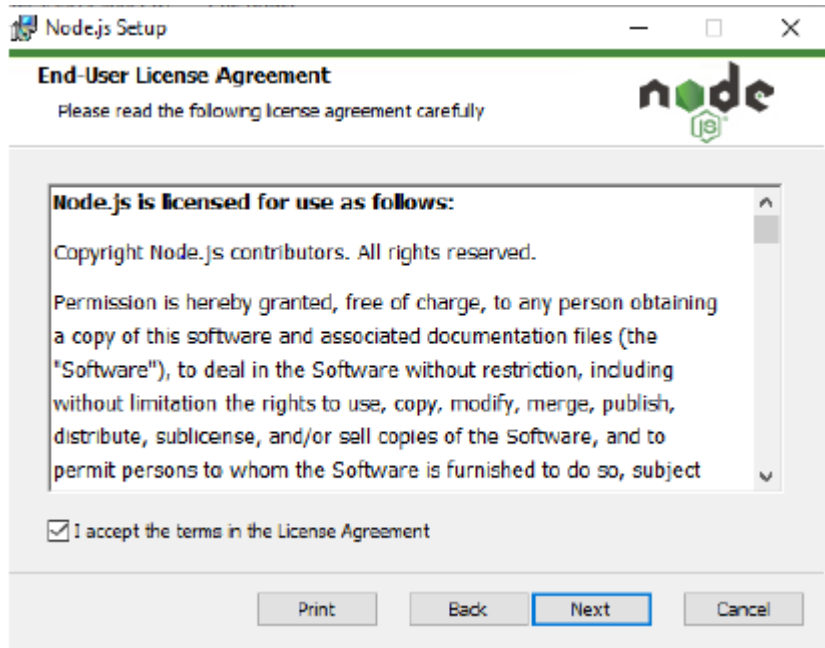 Node.js Setup
End-User License Agreement
Please read the following license agreement carefully
node
JS
Node.js is licensed for use as follows:
Copyright Node.js contributors. All rights reserved.
Permission is hereby granted, free of charge, to any person obtaining
a copy of this software and associated documentation files (the
"Software"), to deal in the Software without restriction, including
without limitation the rights to use, copy, modify, merge, publish,
distribute, sublicense, and/or sell copies of the Software, and to
permit persons to whom the Software is furnished to do so, subject
I accept the terms in the License Agreement
Print Back Next Cancel